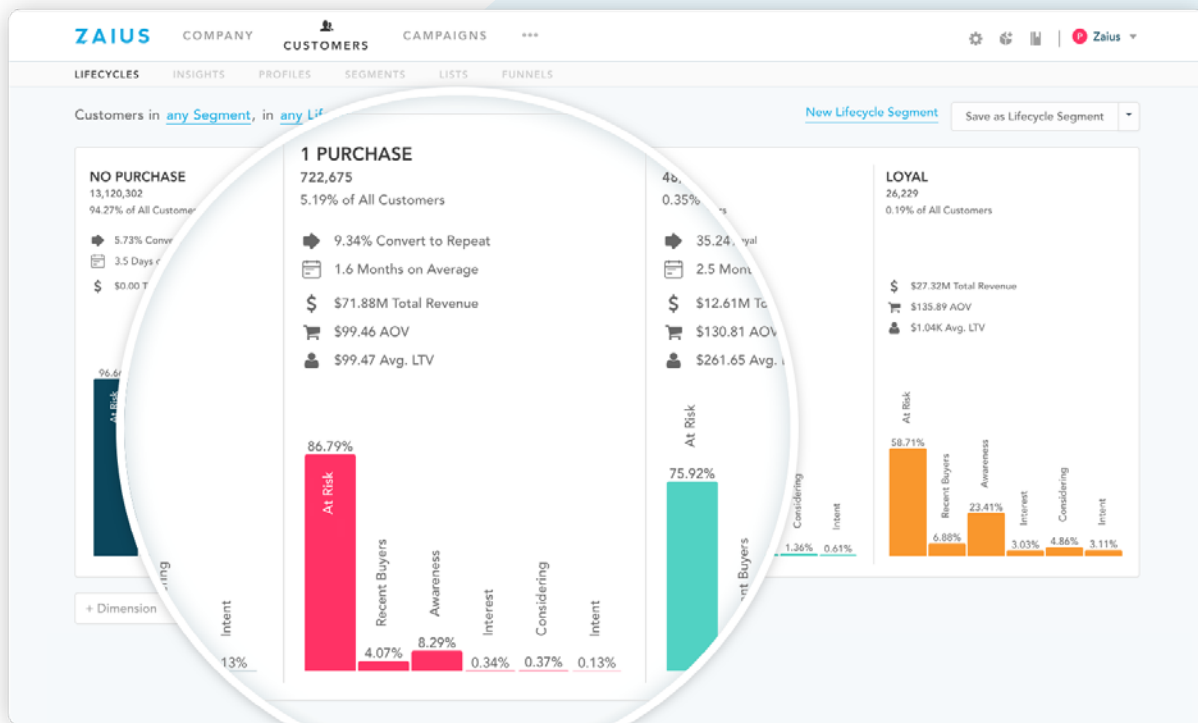 ZAIUS
COMPANY
CUSTOMERS
CAMPAIGNS
P Zaius
LIFECYCLES
INSIGHTS
PROFILES
SEGMENTS
LISTS
FUNNELS
Customers in any Segment, in any
New Lifecycle Segment
Save as Lifecycle Segment
NO PURCHASE
13,120,302
94.27% of All
5.73%
3.5 Days
$0.00
At Risk
1 PURCHASE
722,675
5.19% of All Customers
9.34% Convert to Repeat
1.6 Months on Average
$71.88M Total Revenue
$99.46 AOV
$99.47 Avg. LTV
86.79%
At Risk
4.07%
Recent Buyers
8.29%
Awareness
0.34%
Interest
0.37%
Considering
0.13%
Intent
0.35%
35.24
2.5
$12.61M
$130.81 AOV
$261.65 Avg.
At Risk
75.92%
Buyers
Considering
1.36%
Intent
0.61%
LOYAL
26,229
0.19% of All Customers
$27.32M Total Revenue
$135.89 AOV
$1.04K Avg. LTV
At Risk
58.71%
Recent Buyers
6.88%
Awareness
23.41%
Interest
3.03%
Considering
4.86%
Intent
3.11%
+ Dimension
Intent
13%